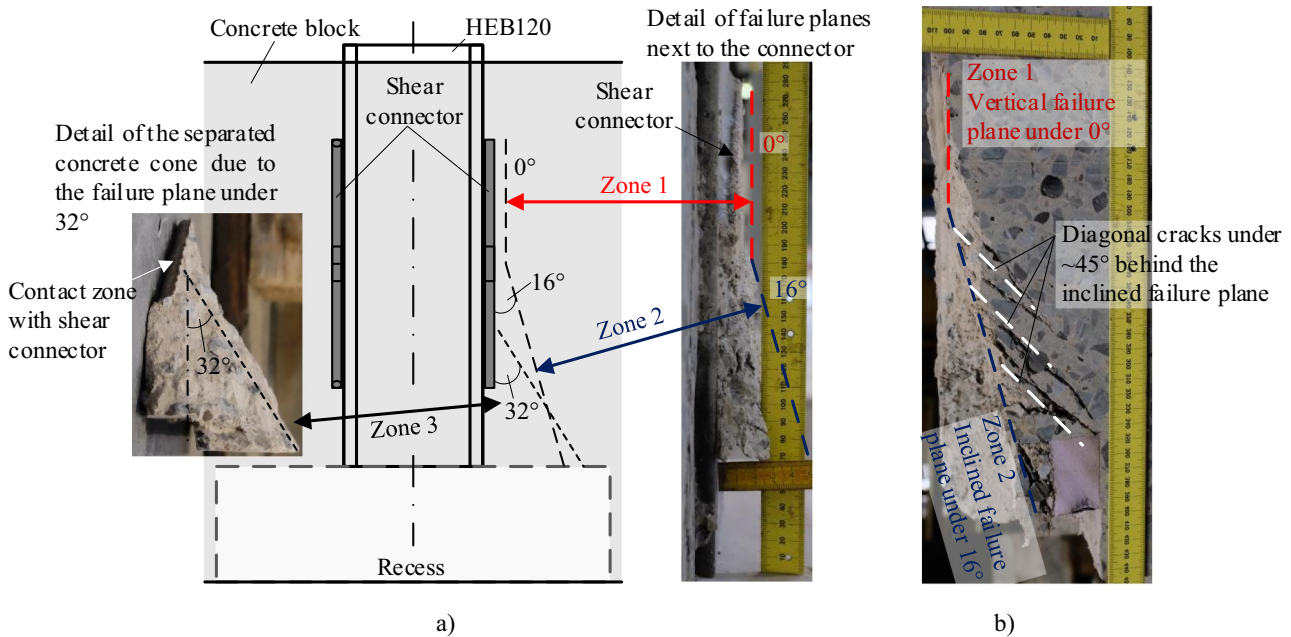 Concrete block
HEB120
Shear
connector
Detail of the separated
concrete cone due to
the failure plane under
32°
Contact zone
with shear
connector
32°
0°
16°
32°
Zone 1
Zone 2
Zone 3
Recess
Detail of failure planes
next to the connector
Shear
connector
0°
16°
a)
Zone 1
Vertical failure
plane under 0°
Diagonal cracks under
~45° behind the
inclined failure plane
Zone 2
Inclined failure
plane under 16°
b)